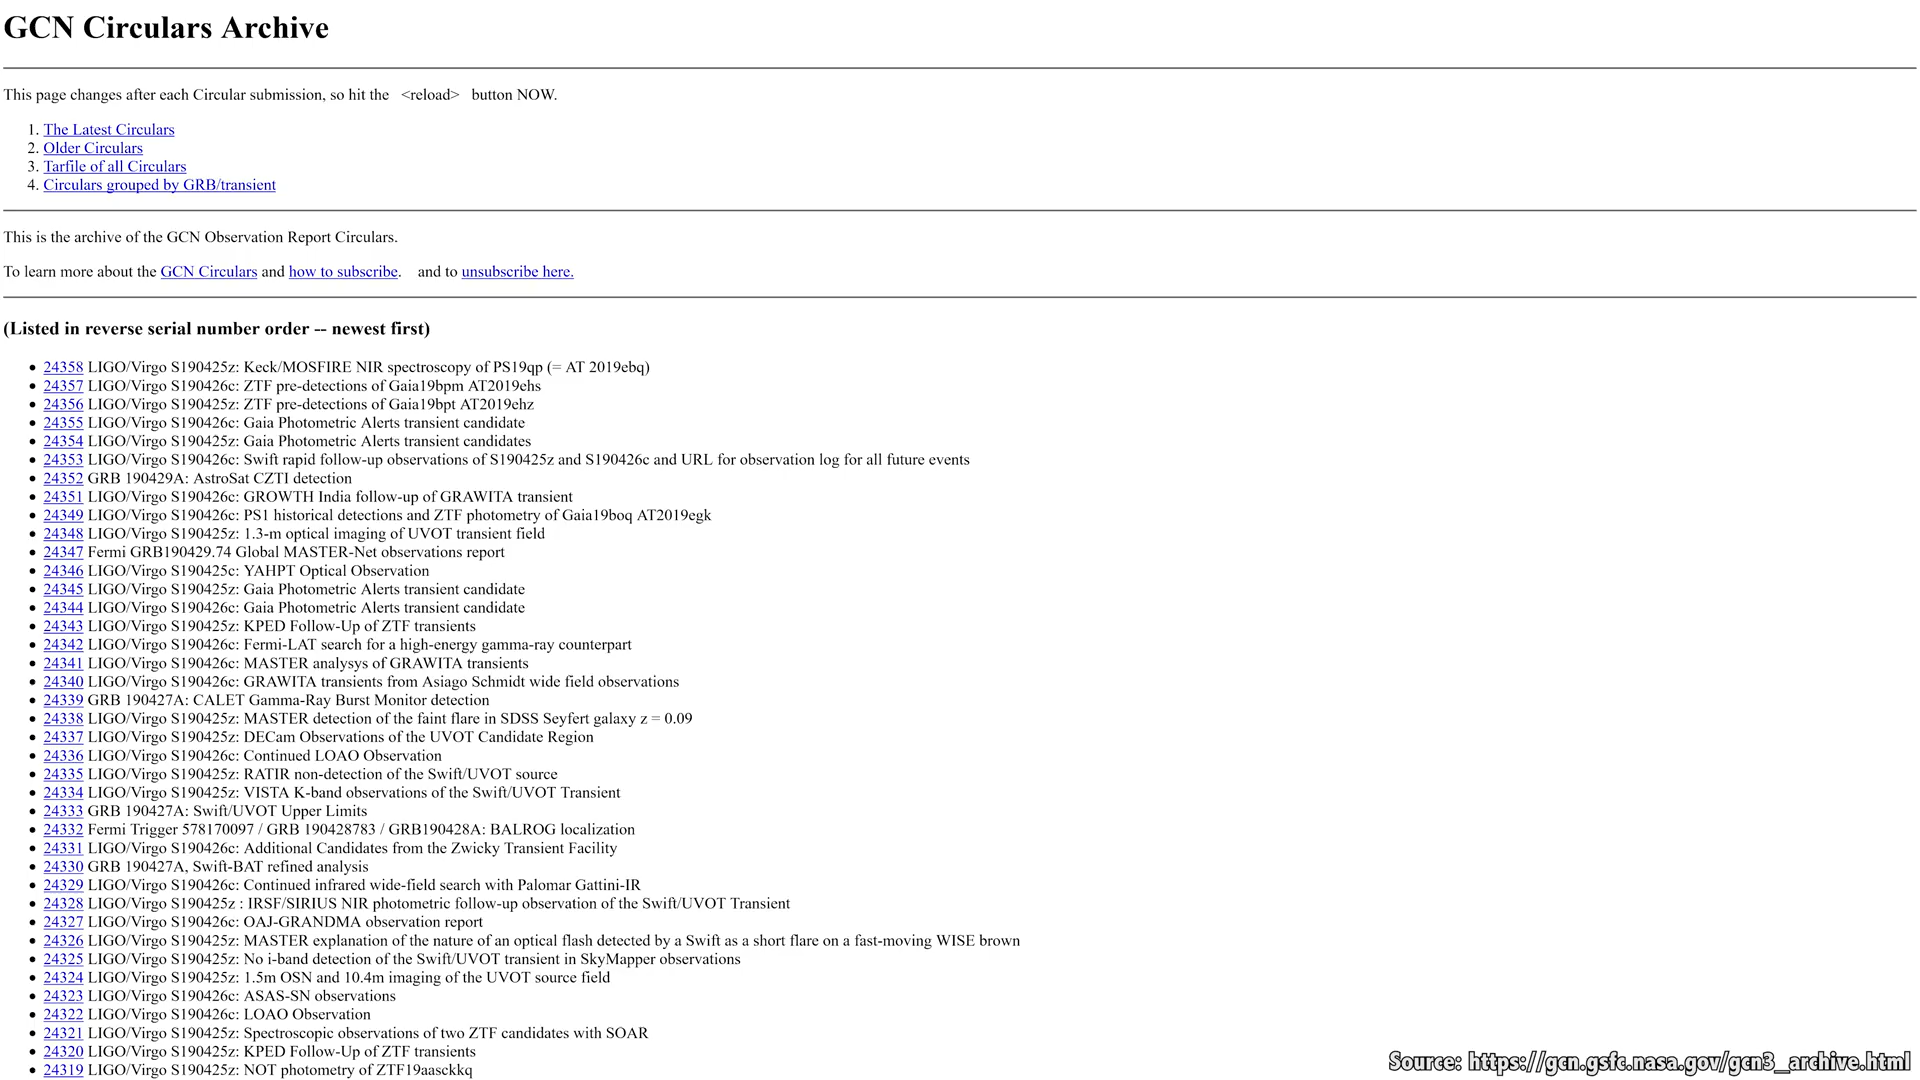 GCN Circulars Archive
This page changes after each Circular submission, so hit the <reload> button NOW.
1. The Latest Circulars
2. Older Circulars
3. Tarfile of all Circulars
4. Circulars grouped by GRB/transient
This is the archive of the GCN Observation Report Circulars.
To learn more about the GCN Circulars and how to subscribe. and to unsubscribe here.
(Listed in reverse serial number order -- newest first)
• 24358 LIGO/Virgo S190425z: Keck/MOSFIRE NIR spectroscopy of PS19qp (= AT 2019ebq)
• 24357 LIGO/Virgo S190426c: ZTF pre-detections of Gaia19bpm AT2019ehs
• 24356 LIGO/Virgo S190425z: ZTF pre-detections of Gaia19bpt AT2019ehz
• 24355 LIGO/Virgo S190426c: Gaia Photometric Alerts transient candidate
• 24354 LIGO/Virgo S190425z: Gaia Photometric Alerts transient candidates
• 24353 LIGO/Virgo S190426c: Swift rapid follow-up observations of S190425z and S190426c and URL for observation log for all future events
• 24352 GRB 190429A: AstroSat CZTI detection
• 24351 LIGO/Virgo S190426c: GROWTH India follow-up of GRAWITA transient
• 24349 LIGO/Virgo S190426c: PS1 historical detections and ZTF photometry of Gaia19boq AT2019egk
• 24348 LIGO/Virgo S190425z: 1.3-m optical imaging of UVOT transient field
• 24347 Fermi GRB190429.74 Global MASTER-Net observations report
• 24346 LIGO/Virgo S190425c: YAHPT Optical Observation
• 24345 LIGO/Virgo S190425z: Gaia Photometric Alerts transient candidate
• 24344 LIGO/Virgo S190426c: Gaia Photometric Alerts transient candidate
• 24343 LIGO/Virgo S190425z: KPED Follow-Up of ZTF transients
• 24342 LIGO/Virgo S190426c: Fermi-LAT search for a high-energy gamma-ray counterpart
• 24341 LIGO/Virgo S190426c: MASTER analysys of GRAWITA transients
• 24340 LIGO/Virgo S190426c: GRAWITA transients from Asiago Schmidt wide field observations
• 24339 GRB 190427A: CALET Gamma-Ray Burst Monitor detection
• 24338 LIGO/Virgo S190425z: MASTER detection of the faint flare in SDSS Seyfert galaxy z = 0.09
• 24337 LIGO/Virgo S190425z: DECam Observations of the UVOT Candidate Region
• 24336 LIGO/Virgo S190426c: Continued LOAO Observation
• 24335 LIGO/Virgo S190425z: RATIR non-detection of the Swift/UVOT source
• 24334 LIGO/Virgo S190425z: VISTA K-band observations of the Swift/UVOT Transient
• 24333 GRB 190427A: Swift/UVOT Upper Limits
• 24332 Fermi Trigger 578170097 / GRB 190428783 / GRB190428A: BALROG localization
• 24331 LIGO/Virgo S190426c: Additional Candidates from the Zwicky Transient Facility
• 24330 GRB 190427A, Swift-BAT refined analysis
• 24329 LIGO/Virgo S190426c: Continued infrared wide-field search with Palomar Gattini-IR
• 24328 LIGO/Virgo S190425z : IRSF/SIRIUS NIR photometric follow-up observation of the Swift/UVOT Transient
• 24327 LIGO/Virgo S190426c: OAJ-GRANDMA observation report
• 24326 LIGO/Virgo S190425z: MASTER explanation of the nature of an optical flash detected by a Swift as a short flare on a fast-moving WISE brown
• 24325 LIGO/Virgo S190425z: No i-band detection of the Swift/UVOT transient in SkyMapper observations
• 24324 LIGO/Virgo S190425z: 1.5m OSN and 10.4m imaging of the UVOT source field
• 24323 LIGO/Virgo S190426c: ASAS-SN observations
• 24322 LIGO/Virgo S190426c: LOAO Observation
• 24321 LIGO/Virgo S190425z: Spectroscopic observations of two ZTF candidates with SOAR
• 24320 LIGO/Virgo S190425z: KPED Follow-Up of ZTF transients
• 24319 LIGO/Virgo S190425z: NOT photometry of ZTF19aasckkq
Source: https://gcn.gsfc.nasa.gov/gcn3_archive.html